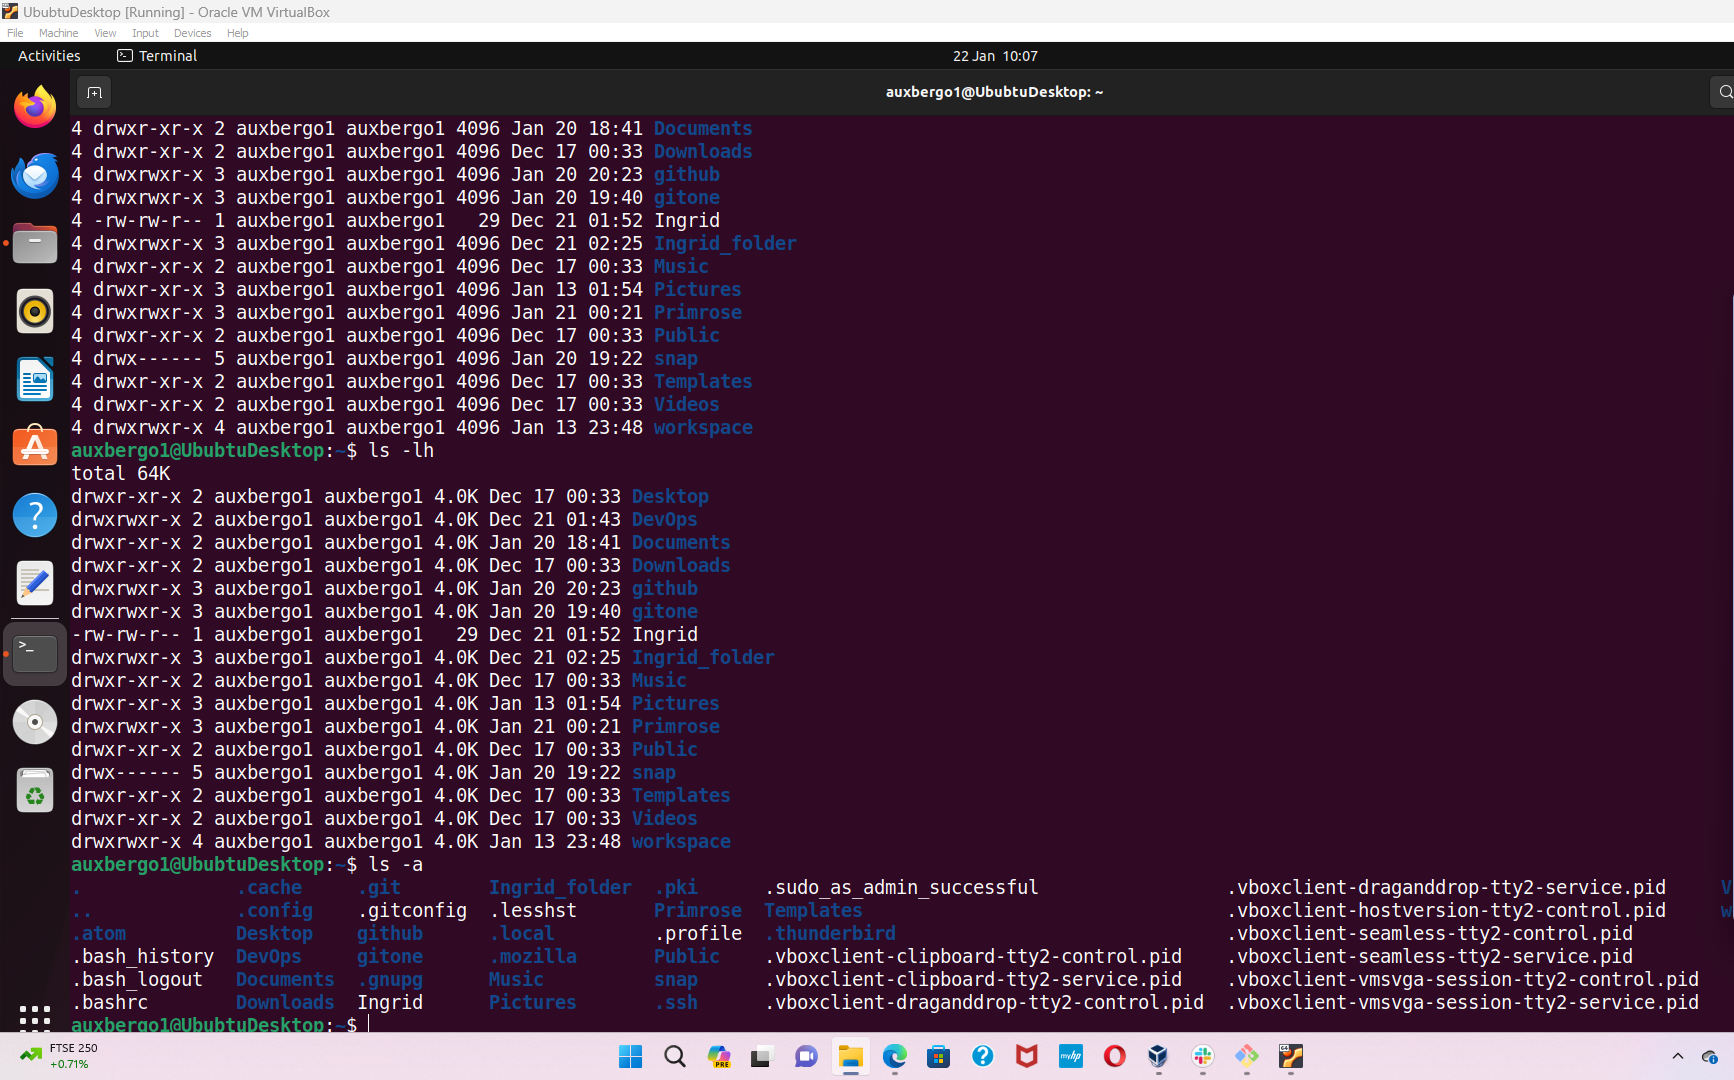 UbubtuDesktop [Running] - Oracle VM VirtualBox
File Machine View Input Devices Help
Activities Terminal 22 Jan 10:07
auxbergo1@UbubtuDesktop: ~
4 drwxr-xr-x 2 auxbergo1 auxbergo1 4096 Jan 20 18:41 Documents
4 drwxr-xr-x 2 auxbergo1 auxbergo1 4096 Dec 17 00:33 Downloads
4 drwxrwxr-x 3 auxbergo1 auxbergo1 4096 Jan 20 20:23 github
4 drwxrwxr-x 3 auxbergo1 auxbergo1 4096 Jan 20 19:40 gitone
4 -rw-rw-r-- 1 auxbergo1 auxbergo1 29 Dec 21 01:52 Ingrid
4 drwxrwxr-x 3 auxbergo1 auxbergo1 4096 Dec 21 02:25 Ingrid_folder
4 drwxr-xr-x 2 auxbergo1 auxbergo1 4096 Dec 17 00:33 Music
4 drwxr-xr-x 3 auxbergo1 auxbergo1 4096 Jan 13 01:54 Pictures
4 drwxrwxr-x 3 auxbergo1 auxbergo1 4096 Jan 21 00:21 Primrose
4 drwxr-xr-x 2 auxbergo1 auxbergo1 4096 Dec 17 00:33 Public
4 drwx------ 5 auxbergo1 auxbergo1 4096 Jan 20 19:22 snap
4 drwxr-xr-x 2 auxbergo1 auxbergo1 4096 Dec 17 00:33 Templates
4 drwxr-xr-x 2 auxbergo1 auxbergo1 4096 Dec 17 00:33 Videos
4 drwxrwxr-x 4 auxbergo1 auxbergo1 4096 Jan 13 23:48 workspace
auxbergo1@UbubtuDesktop:~$ ls -lh
total 64K
drwxr-xr-x 2 auxbergo1 auxbergo1 4.0K Dec 17 00:33 Desktop
drwxrwxr-x 2 auxbergo1 auxbergo1 4.0K Dec 21 01:43 DevOps
drwxr-xr-x 2 auxbergo1 auxbergo1 4.0K Jan 20 18:41 Documents
drwxr-xr-x 2 auxbergo1 auxbergo1 4.0K Dec 17 00:33 Downloads
drwxrwxr-x 3 auxbergo1 auxbergo1 4.0K Jan 20 20:23 github
drwxrwxr-x 3 auxbergo1 auxbergo1 4.0K Jan 20 19:40 gitone
-rw-rw-r-- 1 auxbergo1 auxbergo1 29 Dec 21 01:52 Ingrid
drwxrwxr-x 3 auxbergo1 auxbergo1 4.0K Dec 21 02:25 Ingrid_folder
drwxr-xr-x 2 auxbergo1 auxbergo1 4.0K Dec 17 00:33 Music
drwxr-xr-x 3 auxbergo1 auxbergo1 4.0K Jan 13 01:54 Pictures
drwxrwxr-x 3 auxbergo1 auxbergo1 4.0K Jan 21 00:21 Primrose
drwxr-xr-x 2 auxbergo1 auxbergo1 4.0K Dec 17 00:33 Public
drwx------ 5 auxbergo1 auxbergo1 4.0K Jan 20 19:22 snap
drwxr-xr-x 2 auxbergo1 auxbergo1 4.0K Dec 17 00:33 Templates
drwxr-xr-x 2 auxbergo1 auxbergo1 4.0K Dec 17 00:33 Videos
drwxrwxr-x 4 auxbergo1 auxbergo1 4.0K Jan 13 23:48 workspace
auxbergo1@UbubtuDesktop:~$ ls -a
. .cache .git Ingrid_folder .pki .sudo_as_admin_successful .vboxclient-draganddrop-tty2-service.pid
.. .config .gitconfig .lesshst Primrose Templates .vboxclient-hostversion-tty2-control.pid
.atom Desktop github .local .profile .thunderbird .vboxclient-seamless-tty2-control.pid
.bash_history DevOps gitone .mozilla Public .vboxclient-clipboard-tty2-control.pid .vboxclient-seamless-tty2-service.pid
.bash_logout Documents .gnupg Music snap .vboxclient-clipboard-tty2-service.pid .vboxclient-vmsvga-session-tty2-control.pid
.bashrc Downloads Ingrid Pictures .ssh .vboxclient-draganddrop-tty2-control.pid .vboxclient-vmsvga-session-tty2-service.pid
auxbergo1@UbubtuDesktop:~$
FTSE 250
+0.71%